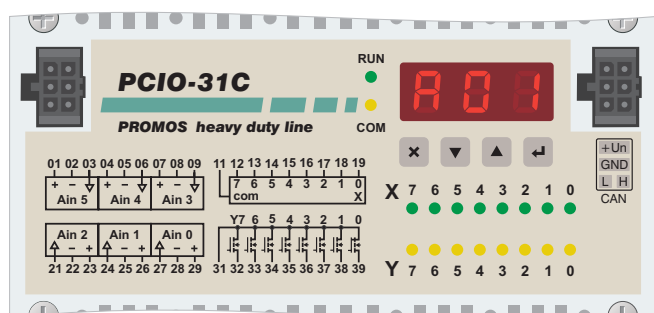 RUN
PCIO-31C
A01
PROMOS heavy duty line
COM
+Un
GND
L H
CAN
01 02 03 04 05 06 07 08 09
+ - + - + -
Ain 5 Ain 4 Ain 3
11 12 13 14 15 16 17 18 19
7 6 5 4 3 2 1 0
com X
X 7 6 5 4 3 2 1 0
Ain 2 Ain 1 Ain 0
- + - + - +
21 22 23 24 25 26 27 28 29
Y7 6 5 4 3 2 1 0
31 32 33 34 35 36 37 38 39
Y 7 6 5 4 3 2 1 0